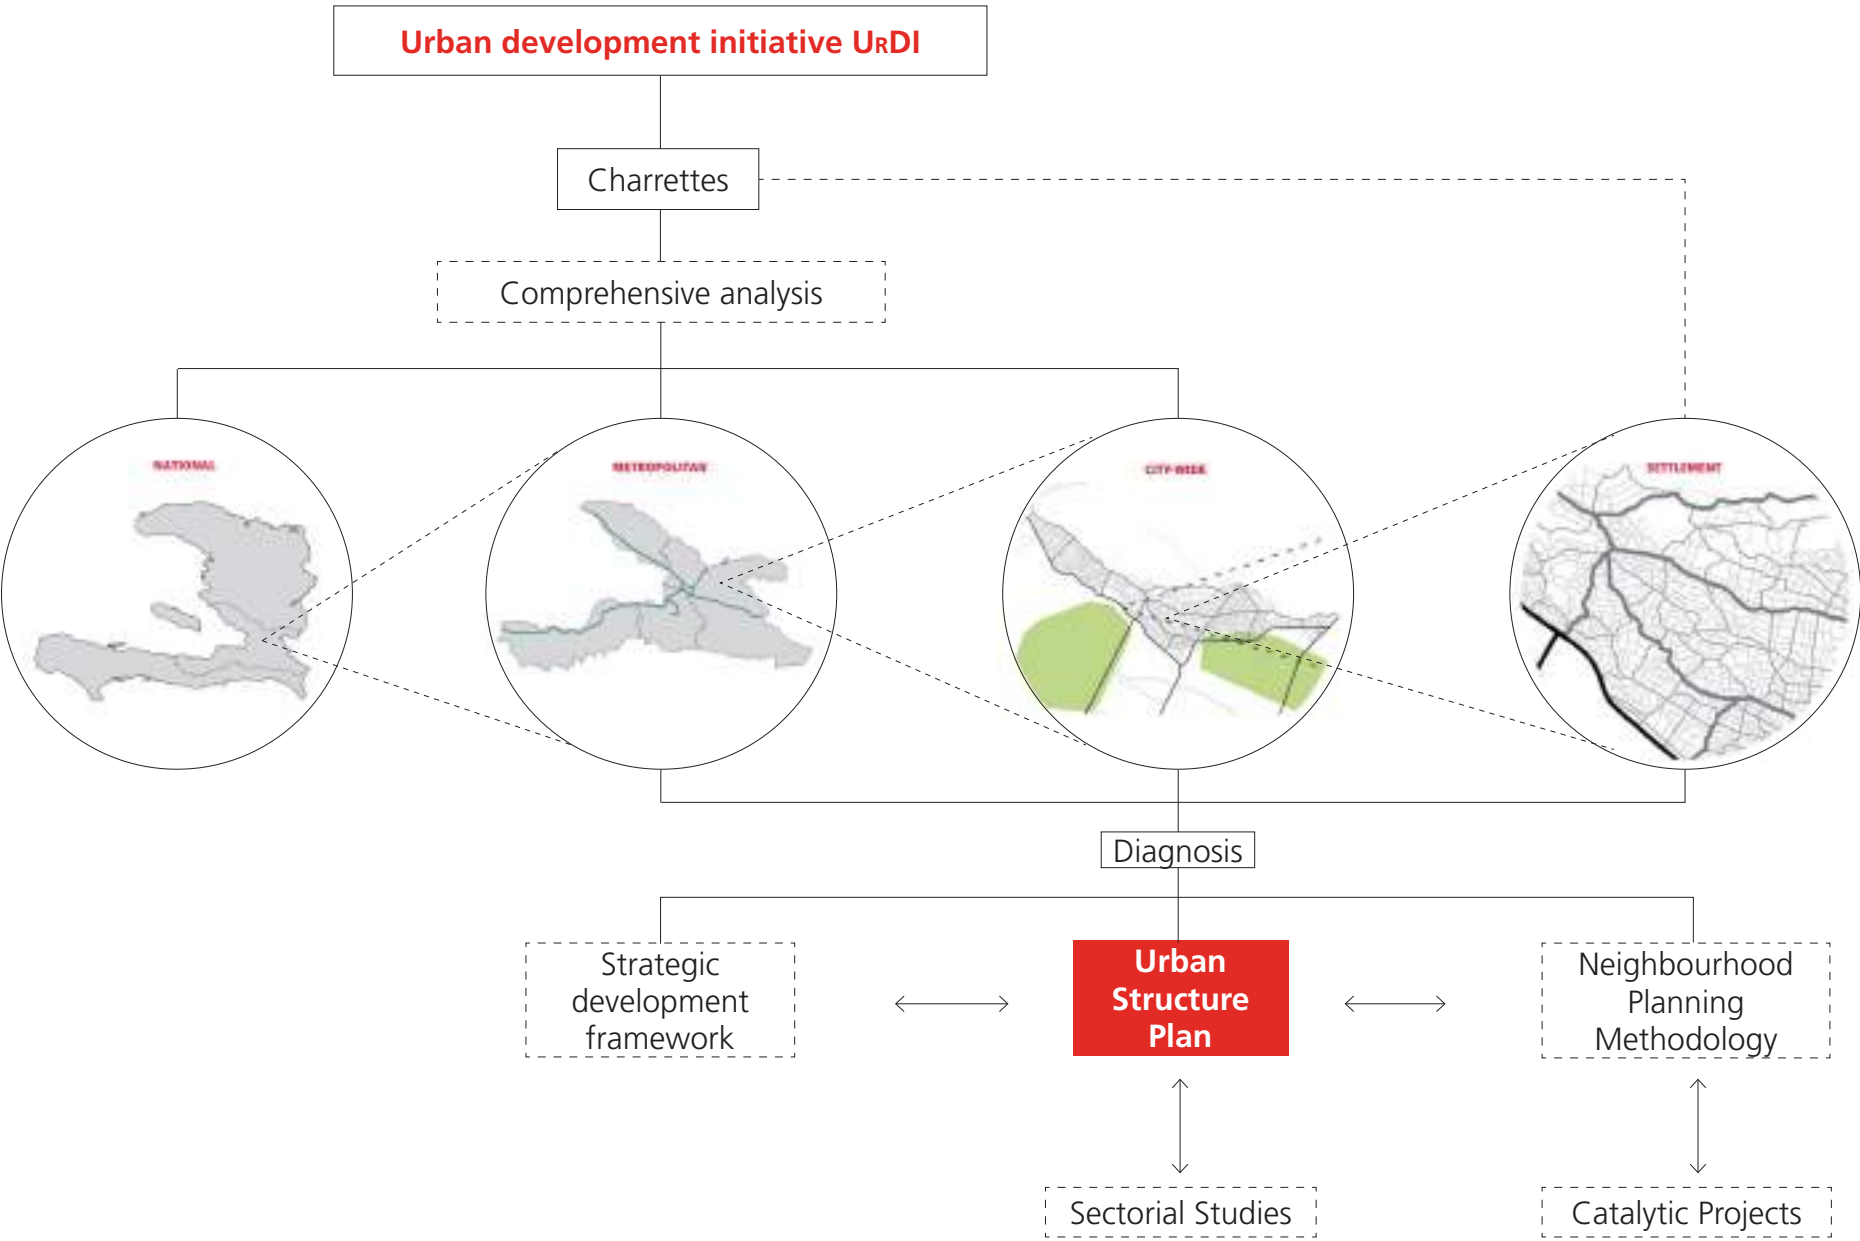 Urban development initiative URDI
Charrettes
Comprehensive analysis
NATIONAL
METROPOLITAN
CITY-WIDE
SETTLEMENT
Diagnosis
Strategic
development
framework
Urban
Structure
Plan
Neighbourhood
Planning
Methodology
Sectorial Studies
Catalytic Projects